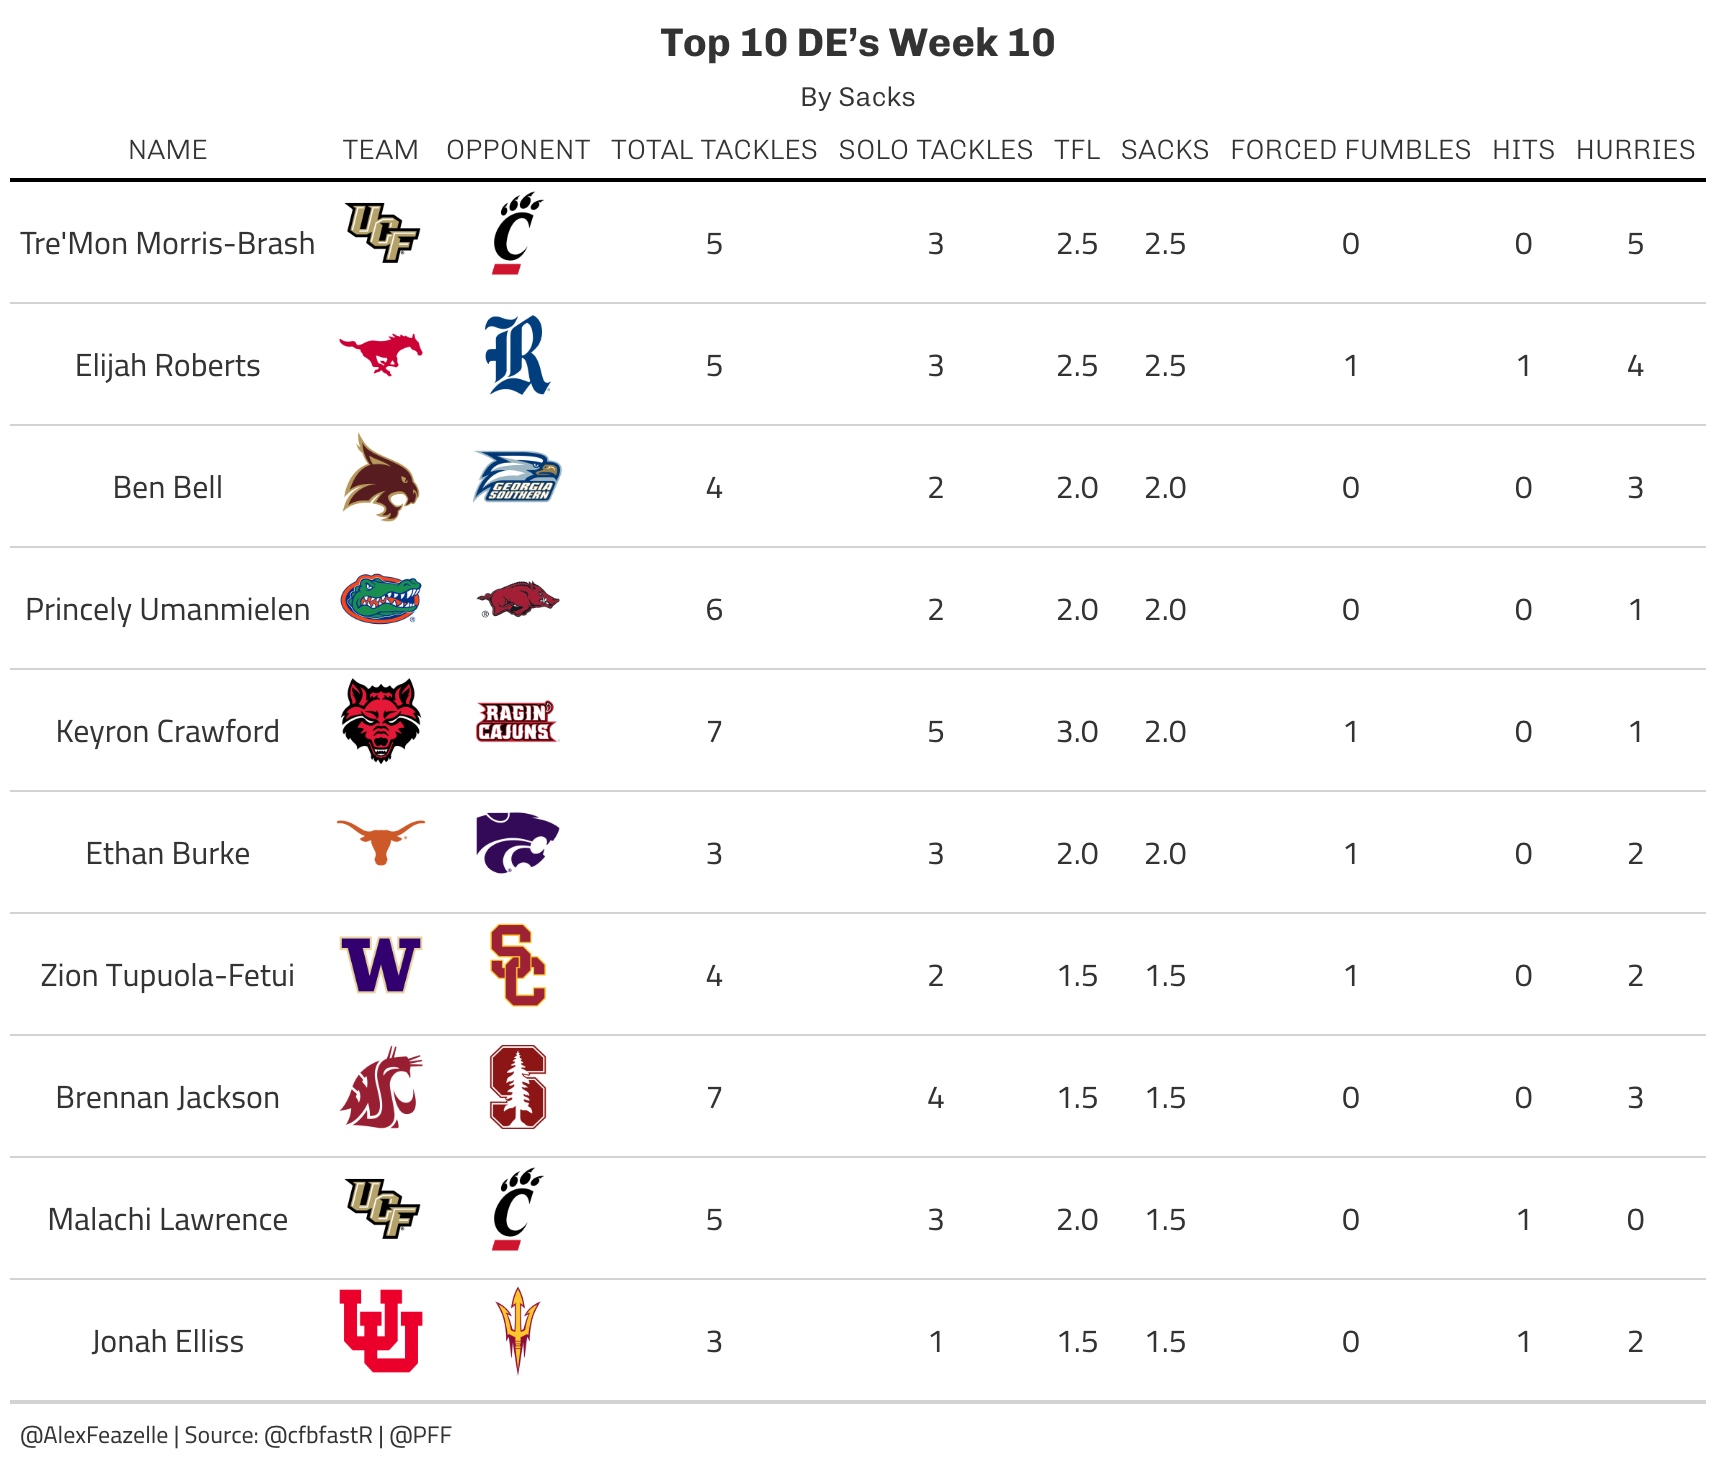 Top 10 DE's Week 10
By Sacks
NAME TEAM OPPONENT TOTAL TACKLES SOLO TACKLES TFL SACKS FORCED FUMBLES HITS HURRIES
Tre'Mon Morris-Brash UCF C 5 3 2.5 2.5 0 0 5
Elijah Roberts R 5 3 2.5 2.5 1 1 4
Ben Bell GEORGIA SOUTHERN 4 2 2.0 2.0 0 0 3
Princely Umanmielen 6 2 2.0 2.0 0 0 1
Keyron Crawford RAGIN' CAJUNS 7 5 3.0 2.0 1 0 1
Ethan Burke 3 3 2.0 2.0 1 0 2
Zion Tupuola-Fetui W SC 4 2 1.5 1.5 1 0 2
Brennan Jackson WSC S 7 4 1.5 1.5 0 0 3
Malachi Lawrence UCF C 5 3 2.0 1.5 0 1 0
Jonah Elliss UU 3 1 1.5 1.5 0 1 2
@AlexFeazelle | Source: @cfbfastR | @PFF